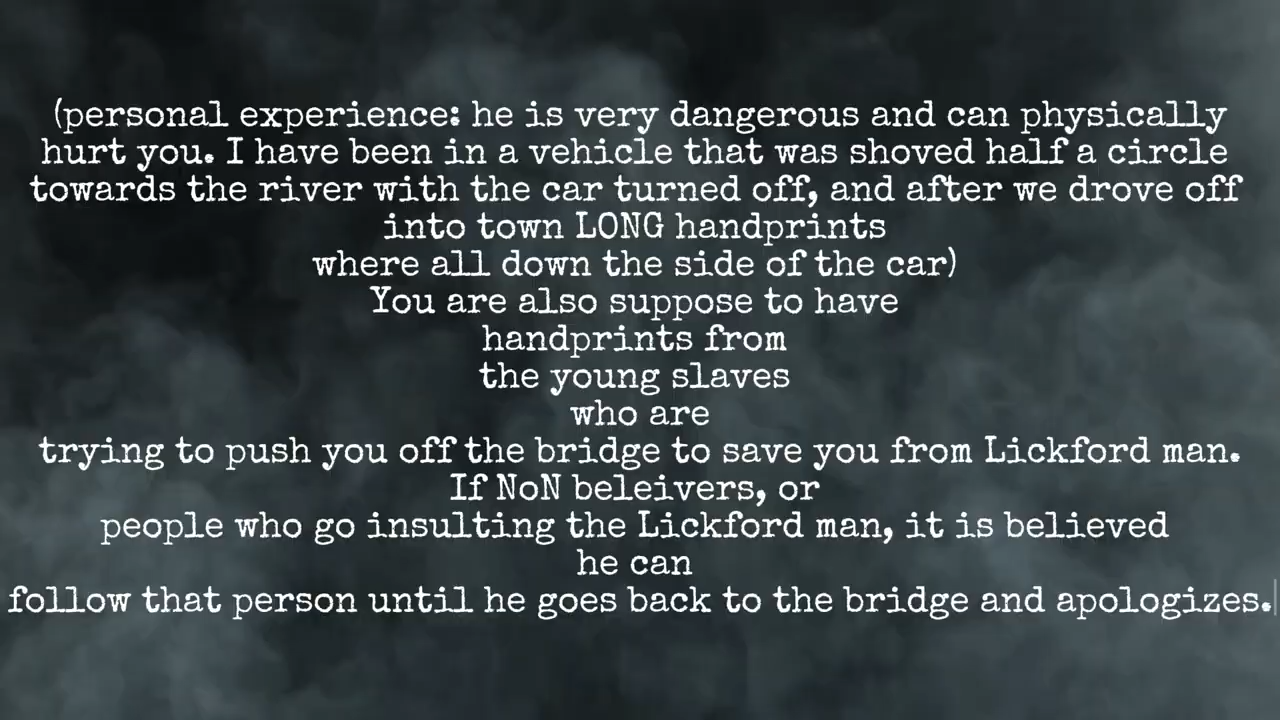 (personal experience: he is very dangerous and can physically
hurt you. I have been in a vehicle that was shoved half a circle
towards the river with the car turned off, and after we drove off
into town LONG handprints
where all down the side of the car)
You are also suppose to have
handprints from
the young slaves
who are
trying to push you off the bridge to save you from Lickford man.
If NoN beleivers, or
people who go insulting the Lickford man, it is believed
he can
follow that person until he goes back to the bridge and apologizes.